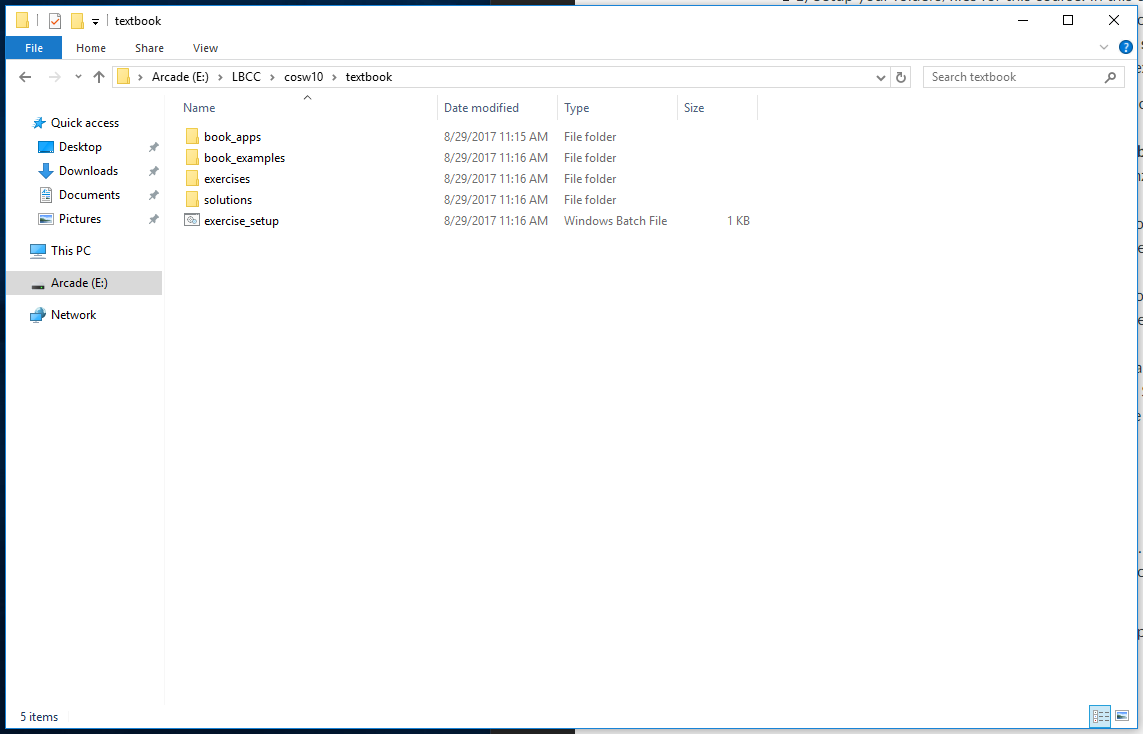 textbook
File Home Share View
Arcade (E:) LBCC cosw10 textbook
Search textbook
Name Date modified Type Size
Quick access
Desktop
Downloads
Documents
Pictures
This PC
Arcade (E:)
Network
book_apps 8/29/2017 11:15 AM File folder
book_examples 8/29/2017 11:16 AM File folder
exercises 8/29/2017 11:16 AM File folder
solutions 8/29/2017 11:16 AM File folder
exercise_setup 8/29/2017 11:16 AM Windows Batch File 1 KB
5 items